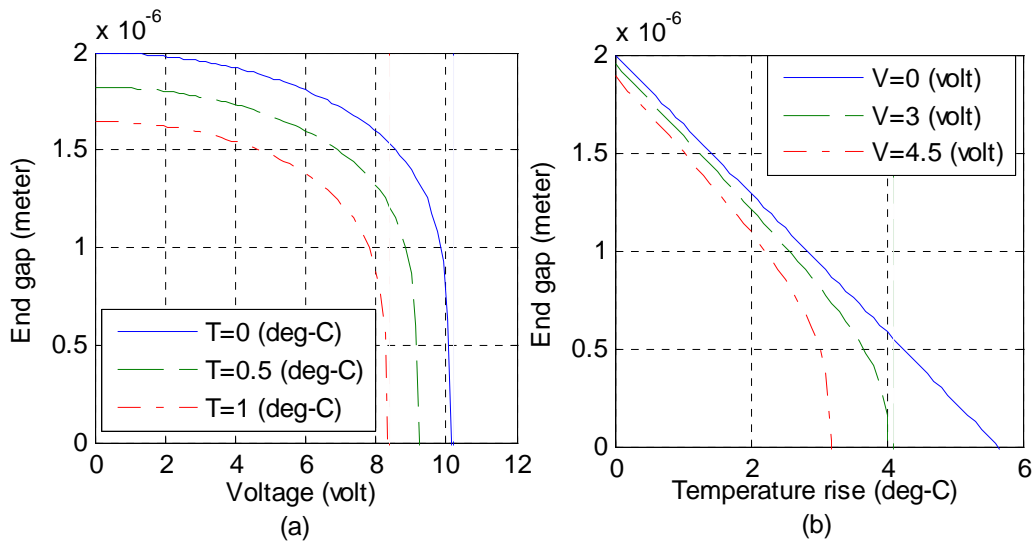 x 10^-6
2
1.5
1
0.5
0
0
2
4
6
8
10
12
End gap (meter)
T=0 (deg-C)
T=0.5 (deg-C)
T=1 (deg-C)
Voltage (volt)
(a)
x 10^-6
2
1.5
1
0.5
0
0
2
4
6
End gap (meter)
V=0 (volt)
V=3 (volt)
V=4.5 (volt)
Temperature rise (deg-C)
(b)